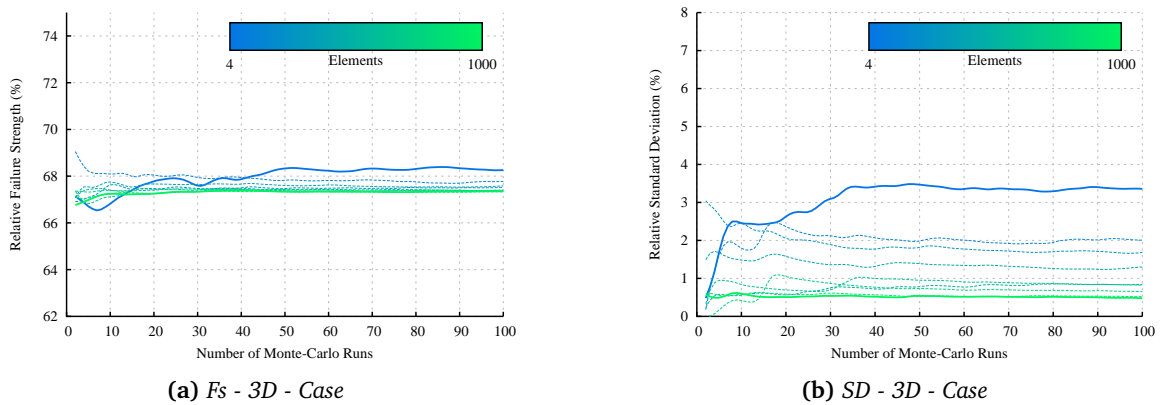 74
72
70
68
66
64
62
0 10 20 30 40 50 60 70 80 90 100
Relative Failure Strength (%)
Number of Monte-Carlo Runs
4 Elements 1000
(a) Fs - 3D - Case
8
7
6
5
4
3
2
1
0
0 10 20 30 40 50 60 70 80 90 100
Relative Standard Deviation (%)
Number of Monte-Carlo Runs
4 Elements 1000
(b) SD - 3D - Case